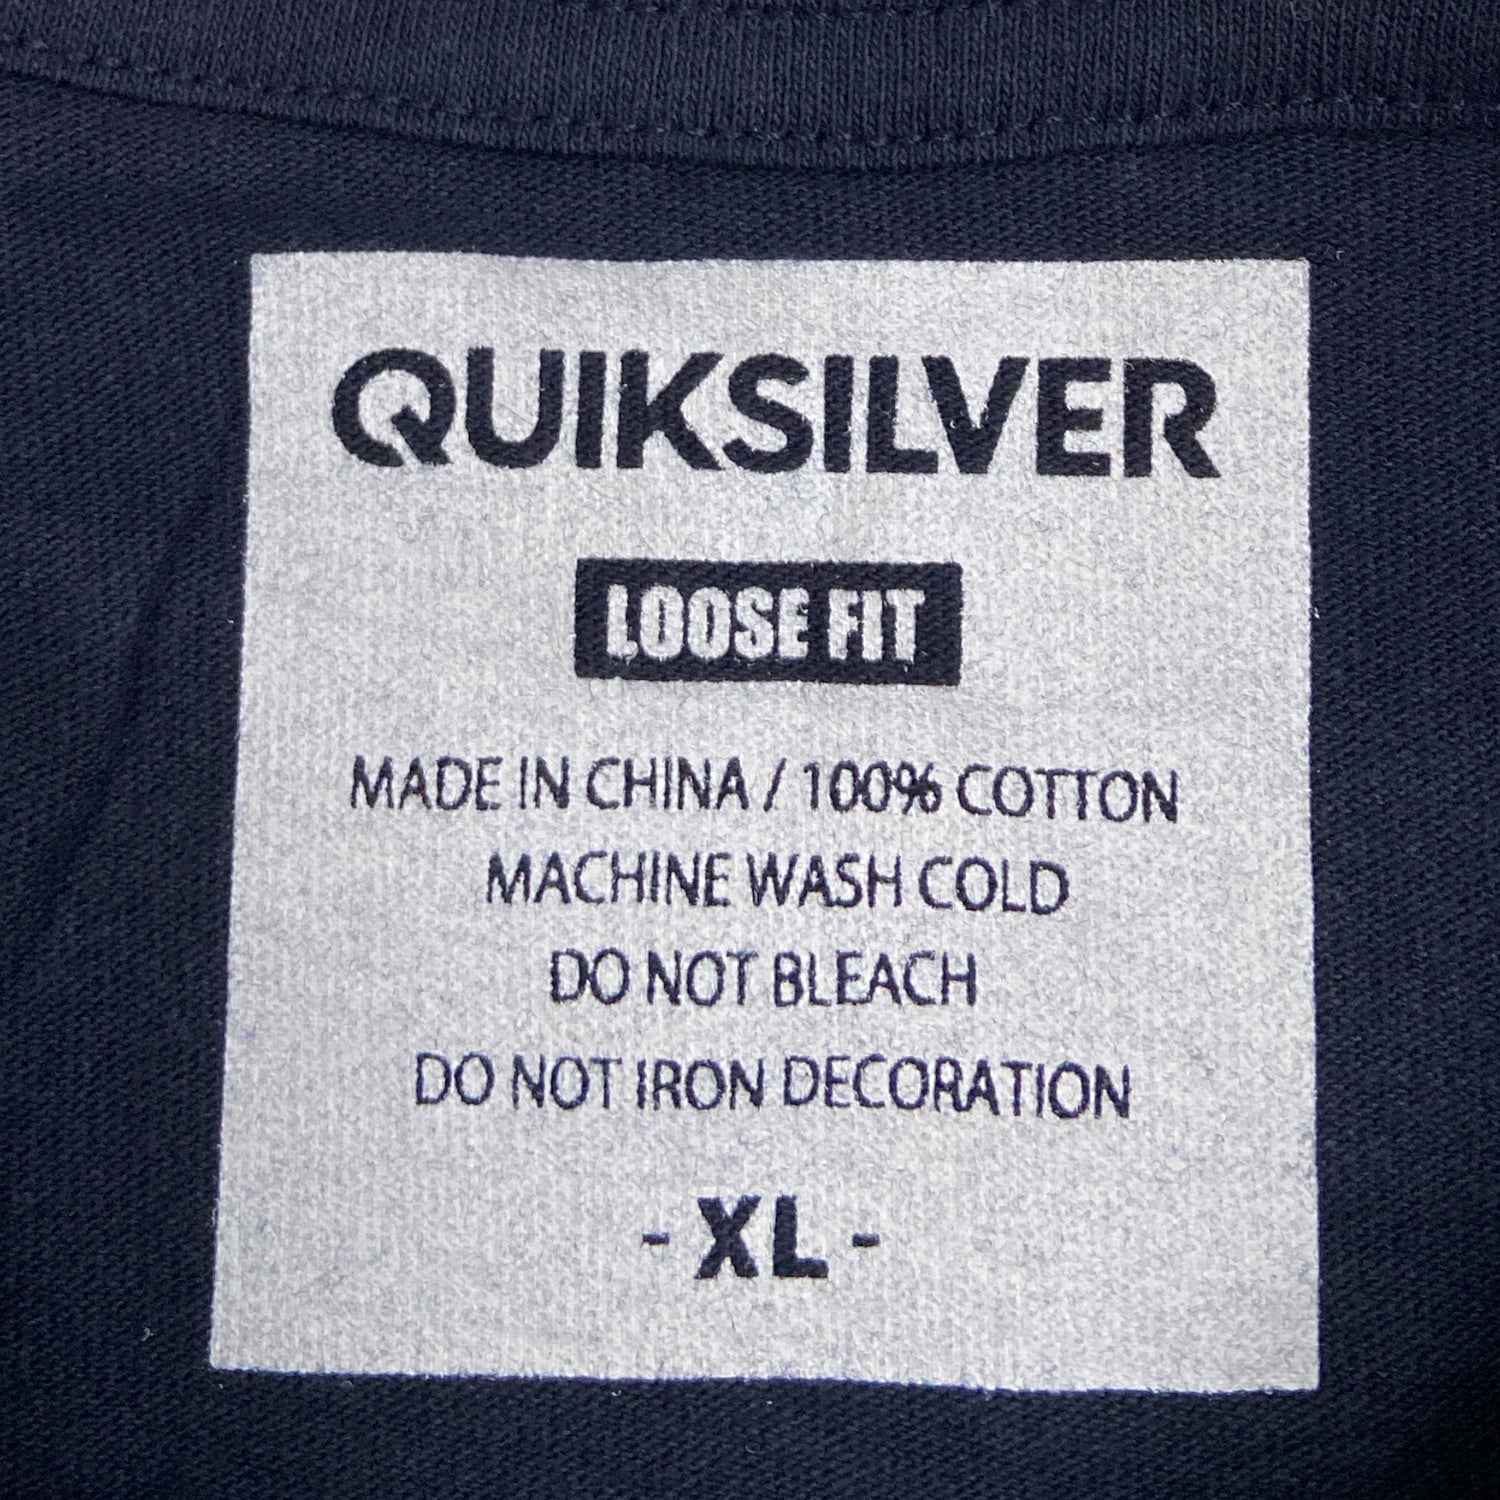 QUIKSILVER
LOOSE FIT
MADE IN CHINA / 100% COTTON
MACHINE WASH COLD
DO NOT BLEACH
DO NOT IRON DECORATION
- XL -